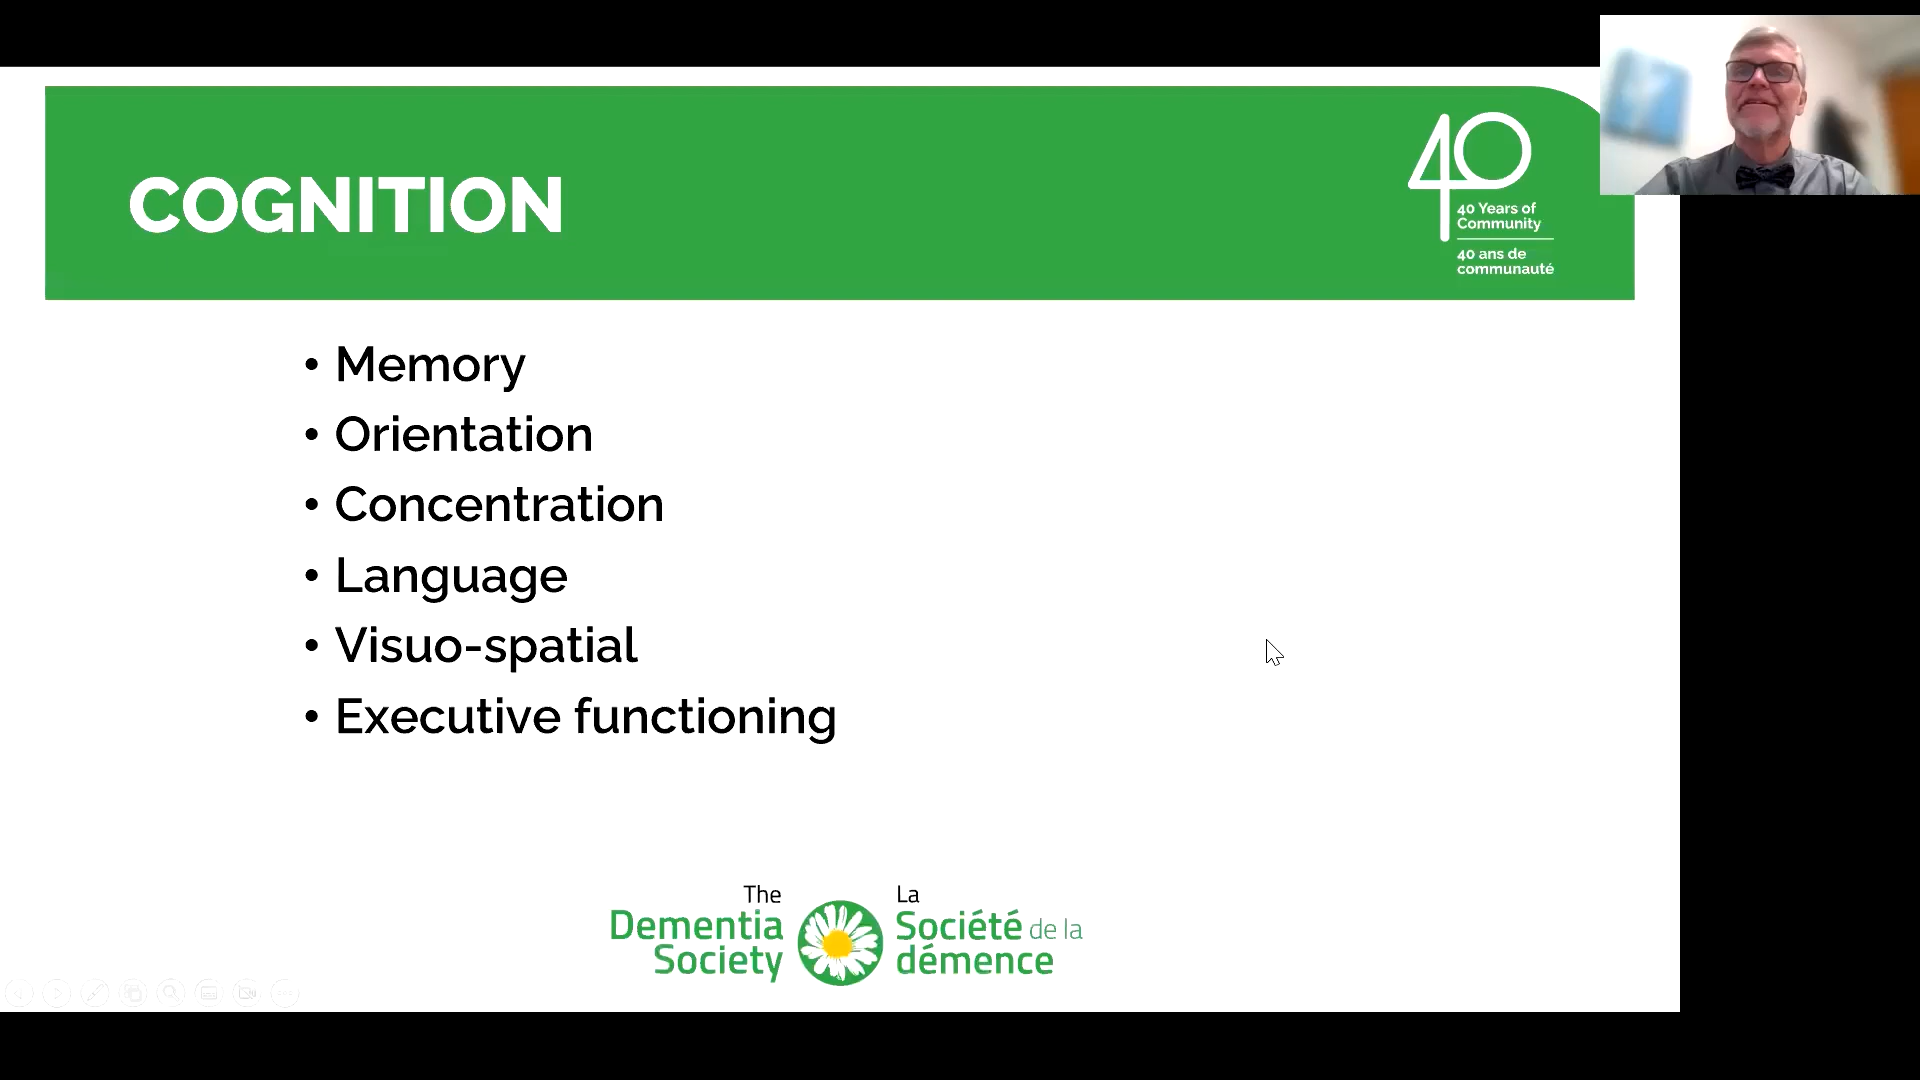 COGNITION
40
40 Years of
Community
40 ans de
communauté
• Memory
• Orientation
• Concentration
• Language
• Visuo-spatial
• Executive functioning
The
Dementia
Society
La
Société de la
démence